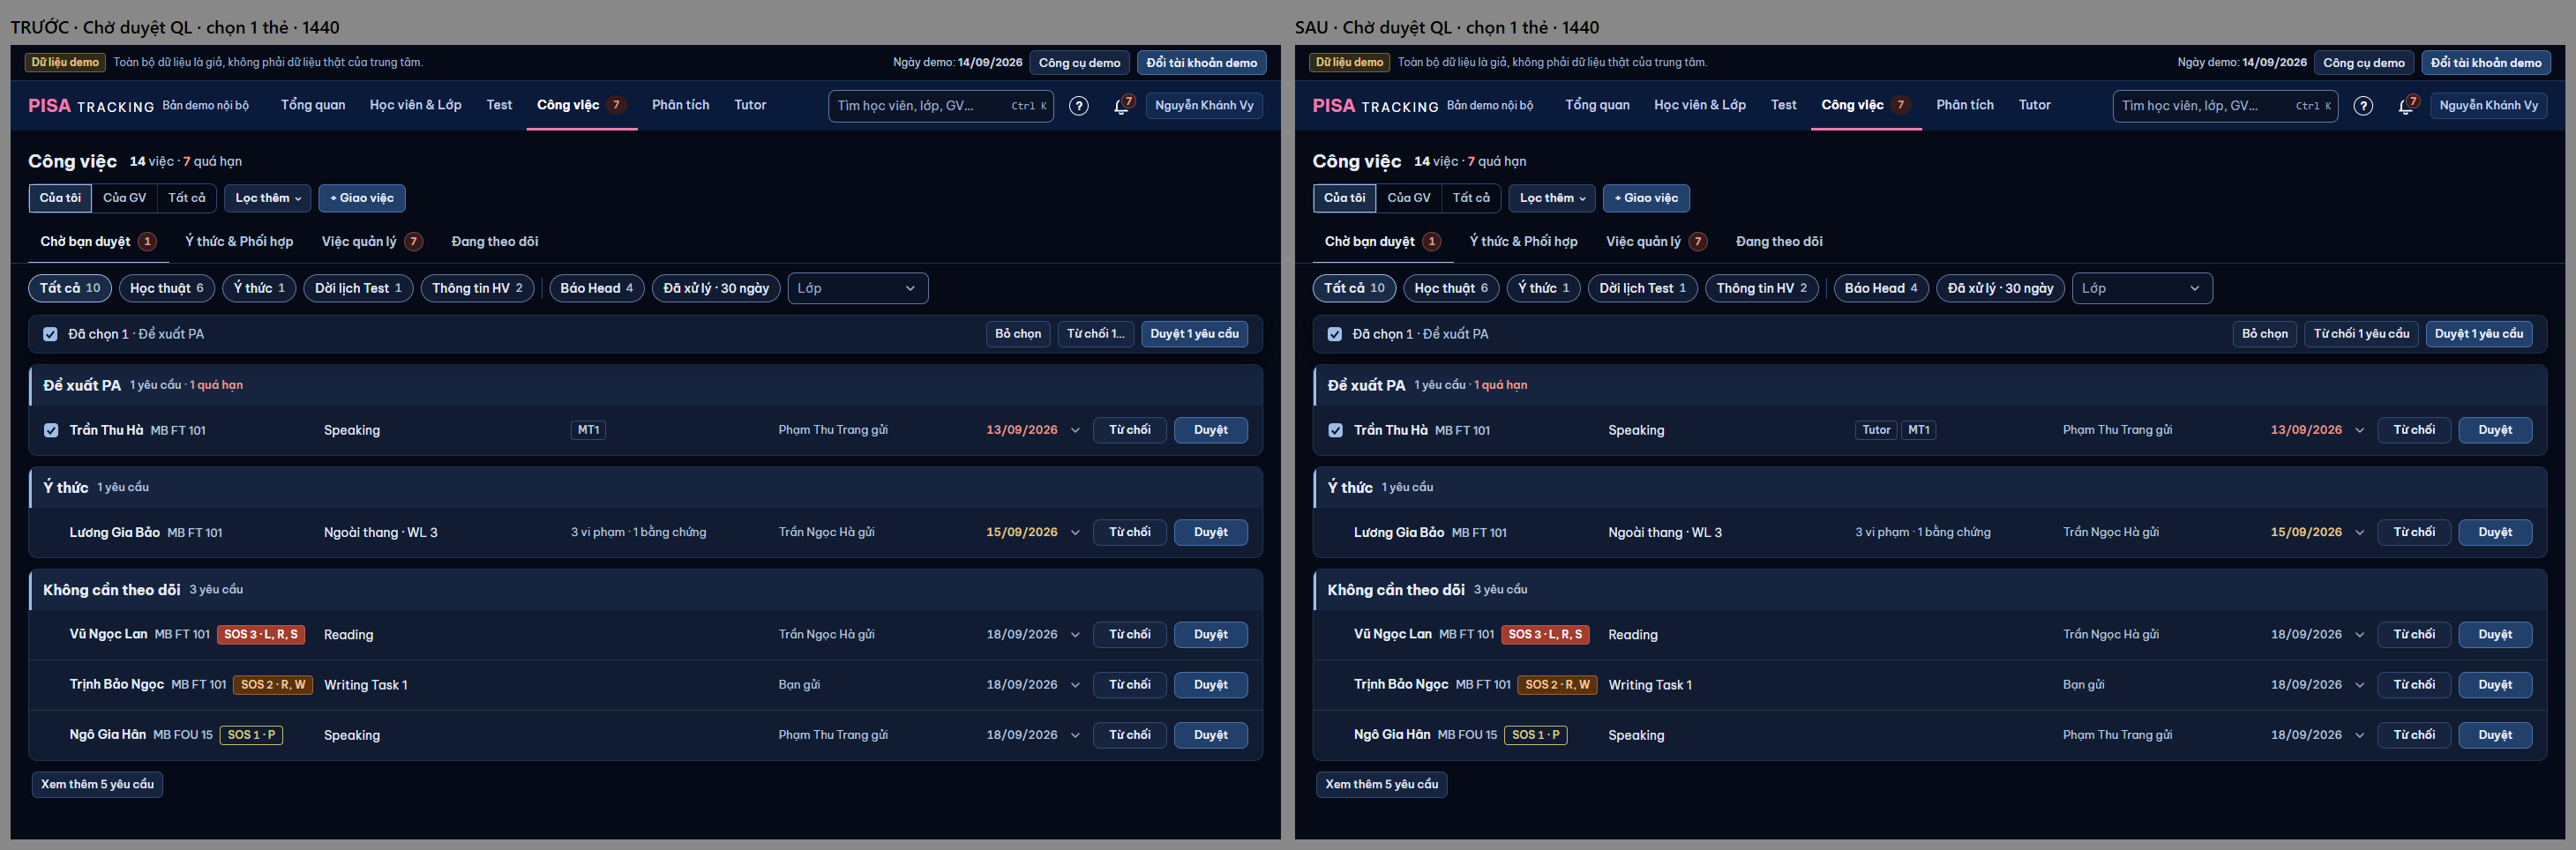 TRƯỚC · Chờ duyệt QL · chọn 1 thẻ · 1440
Dữ liệu demo Toàn bộ dữ liệu là giả, không phải dữ liệu thật của trung tâm. Ngày demo: 14/09/2026 Công cụ demo Đổi tài khoản demo
PISA TRACKING Bản demo nội bộ Tổng quan Học viên & Lớp Test Công việc 7 Phân tích Tutor Tìm học viên, lớp, GV... Ctrl K ? 7 Nguyễn Khánh Vy
Công việc 14 việc · 7 quá hạn
Của tôi Của GV Tất cả Lọc thêm + Giao việc
Chờ bạn duyệt 1 Ý thức & Phối hợp Việc quản lý 7 Đang theo dõi
Tất cả 10 Học thuật 6 Ý thức 1 Dời lịch Test 1 Thông tin HV 2 Báo Head 4 Đã xử lý · 30 ngày Lớp
Đã chọn 1 · Đề xuất PA Bỏ chọn Từ chối 1... Duyệt 1 yêu cầu
Đề xuất PA 1 yêu cầu · 1 quá hạn
Trần Thu Hà MB FT 101 Speaking MT1 Phạm Thu Trang gửi 13/09/2026 Từ chối Duyệt
Ý thức 1 yêu cầu
Lương Gia Bảo MB FT 101 Ngoài thang · WL 3 3 vi phạm · 1 bằng chứng Trần Ngọc Hà gửi 15/09/2026 Từ chối Duyệt
Không cần theo dõi 3 yêu cầu
Vũ Ngọc Lan MB FT 101 SOS 3 · L, R, S Reading Trần Ngọc Hà gửi 18/09/2026 Từ chối Duyệt
Trịnh Bảo Ngọc MB FT 101 SOS 2 · R, W Writing Task 1 Bạn gửi 18/09/2026 Từ chối Duyệt
Ngô Gia Hân MB FOU 15 SOS 1 · P Speaking Phạm Thu Trang gửi 18/09/2026 Từ chối Duyệt
Xem thêm 5 yêu cầu
SAU · Chờ duyệt QL · chọn 1 thẻ · 1440
Dữ liệu demo Toàn bộ dữ liệu là giả, không phải dữ liệu thật của trung tâm. Ngày demo: 14/09/2026 Công cụ demo Đổi tài khoản demo
PISA TRACKING Bản demo nội bộ Tổng quan Học viên & Lớp Test Công việc 7 Phân tích Tutor Tìm học viên, lớp, GV... Ctrl K ? 7 Nguyễn Khánh Vy
Công việc 14 việc · 7 quá hạn
Của tôi Của GV Tất cả Lọc thêm + Giao việc
Chờ bạn duyệt 1 Ý thức & Phối hợp Việc quản lý 7 Đang theo dõi
Tất cả 10 Học thuật 6 Ý thức 1 Dời lịch Test 1 Thông tin HV 2 Báo Head 4 Đã xử lý · 30 ngày Lớp
Đã chọn 1 · Đề xuất PA Bỏ chọn Từ chối 1 yêu cầu Duyệt 1 yêu cầu
Đề xuất PA 1 yêu cầu · 1 quá hạn
Trần Thu Hà MB FT 101 Speaking Tutor MT1 Phạm Thu Trang gửi 13/09/2026 Từ chối Duyệt
Ý thức 1 yêu cầu
Lương Gia Bảo MB FT 101 Ngoài thang · WL 3 3 vi phạm · 1 bằng chứng Trần Ngọc Hà gửi 15/09/2026 Từ chối Duyệt
Không cần theo dõi 3 yêu cầu
Vũ Ngọc Lan MB FT 101 SOS 3 · L, R, S Reading Trần Ngọc Hà gửi 18/09/2026 Từ chối Duyệt
Trịnh Bảo Ngọc MB FT 101 SOS 2 · R, W Writing Task 1 Bạn gửi 18/09/2026 Từ chối Duyệt
Ngô Gia Hân MB FOU 15 SOS 1 · P Speaking Phạm Thu Trang gửi 18/09/2026 Từ chối Duyệt
Xem thêm 5 yêu cầu